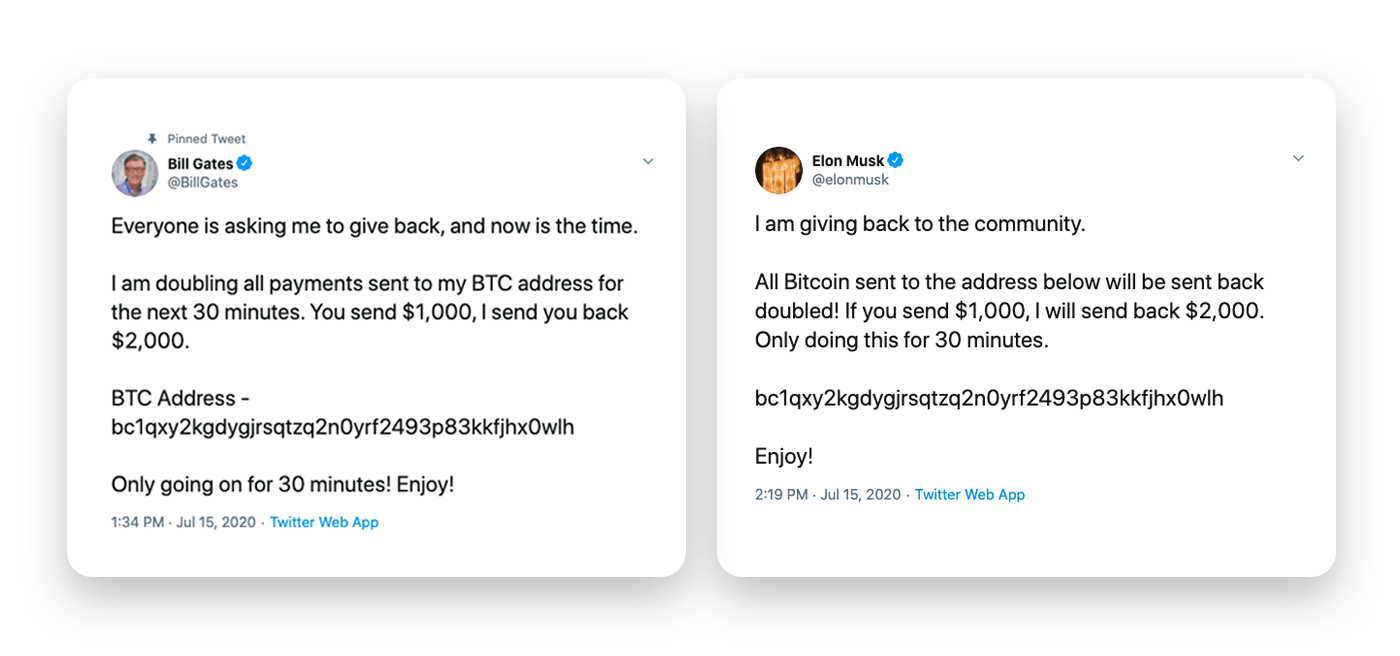 Pinned Tweet
Bill Gates
@BillGates
Everyone is asking me to give back, and now is the time.
I am doubling all payments sent to my BTC address for
the next 30 minutes. You send $1,000, I send you back
$2,000.
BTC Address -
bc1qxy2kgdygjrsqtzq2n0yrf2493p83kkfjhx0wlh
Only going on for 30 minutes! Enjoy!
1:34 PM · Jul 15, 2020 · Twitter Web App
Elon Musk
@elonmusk
I am giving back to the community.
All Bitcoin sent to the address below will be sent back
doubled! If you send $1,000, I will send back $2,000.
Only doing this for 30 minutes.
bc1qxy2kgdygjrsqtzq2n0yrf2493p83kkfjhx0wlh
Enjoy!
2:19 PM · Jul 15, 2020 · Twitter Web App